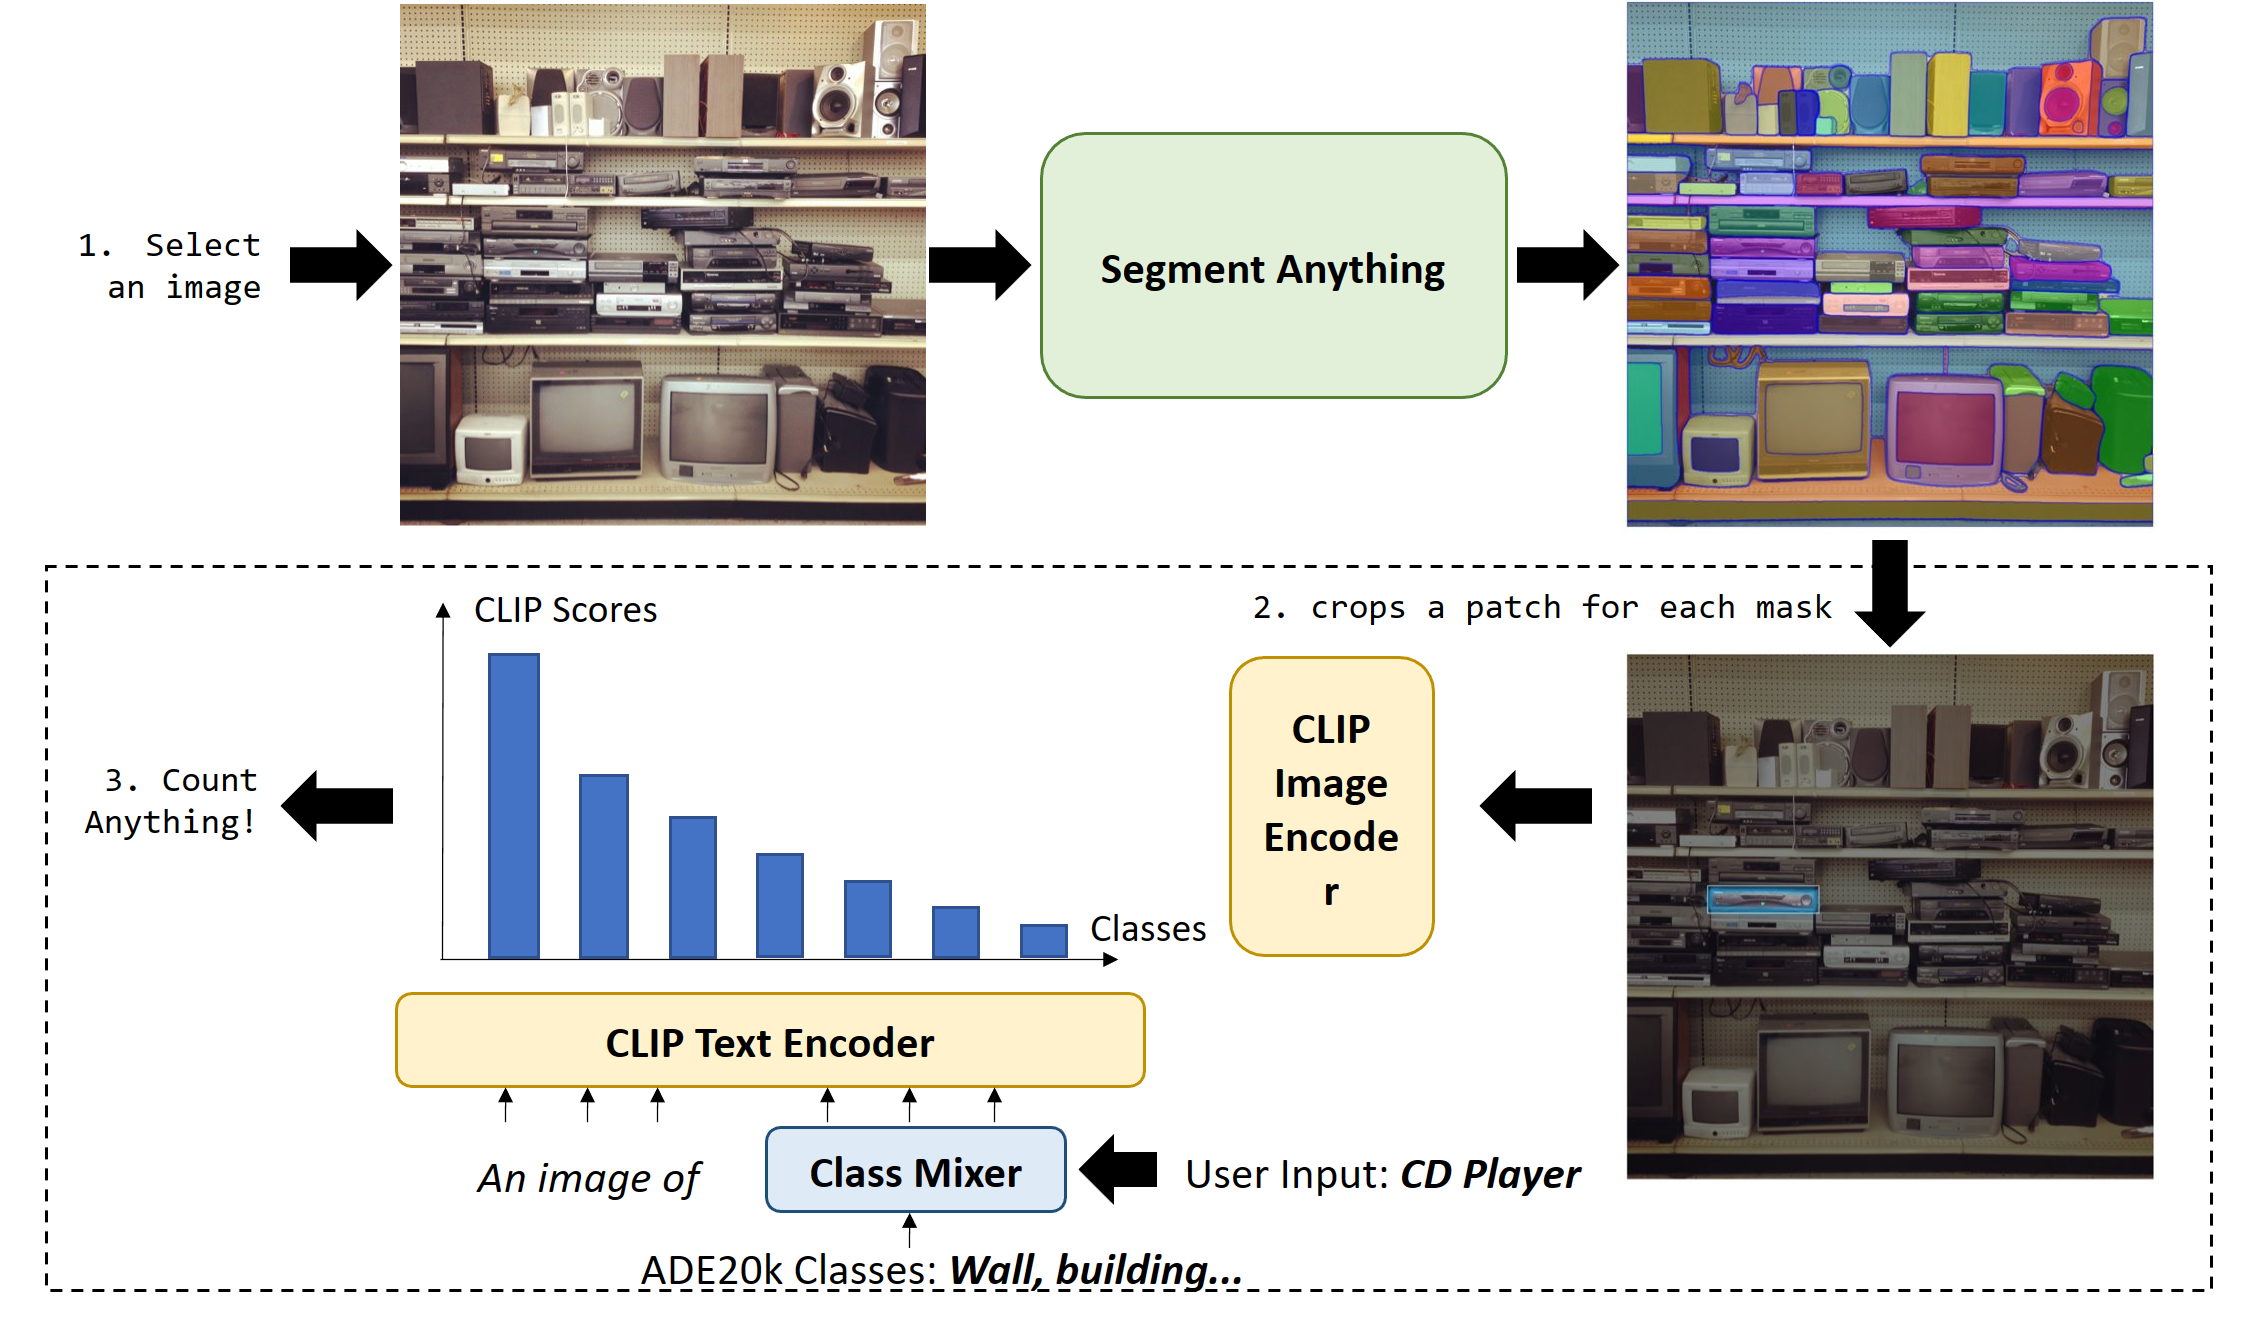 1. Select
an image
Segment Anything
2. crops a patch for each mask
CLIP Scores
Classes
CLIP
Image
Encode
r
3. Count
Anything!
CLIP Text Encoder
An image of
Class Mixer
User Input: CD Player
ADE20k Classes: Wall, building...